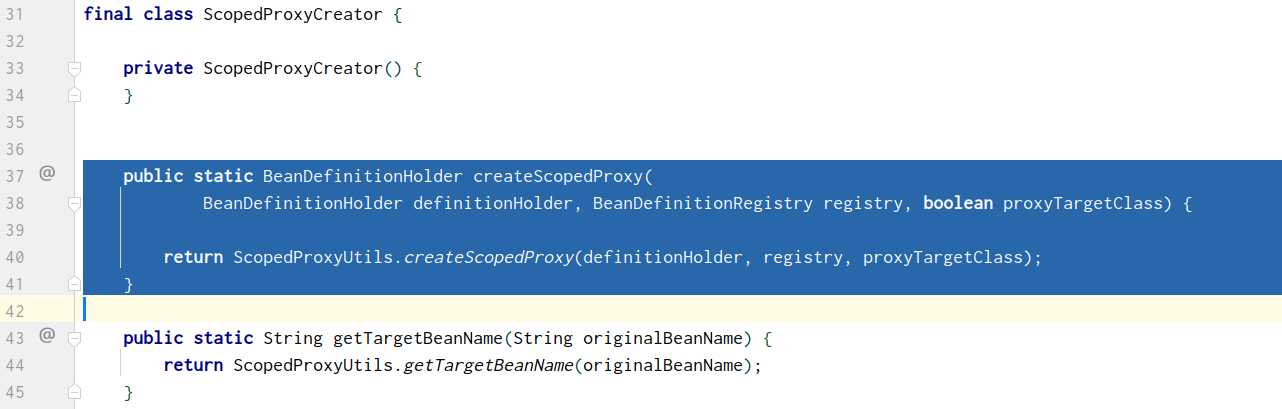 31 final class ScopedProxyCreator {
32
33 private ScopedProxyCreator() {
34 }
35
36
37 @ public static BeanDefinitionHolder createScopedProxy(
38 BeanDefinitionHolder definitionHolder, BeanDefinitionRegistry registry, boolean proxyTargetClass) {
39
40 return ScopedProxyUtils.createScopedProxy(definitionHolder, registry, proxyTargetClass);
41 }
42
43 @ public static String getTargetBeanName(String originalBeanName) {
44 return ScopedProxyUtils.getTargetBeanName(originalBeanName);
45 }